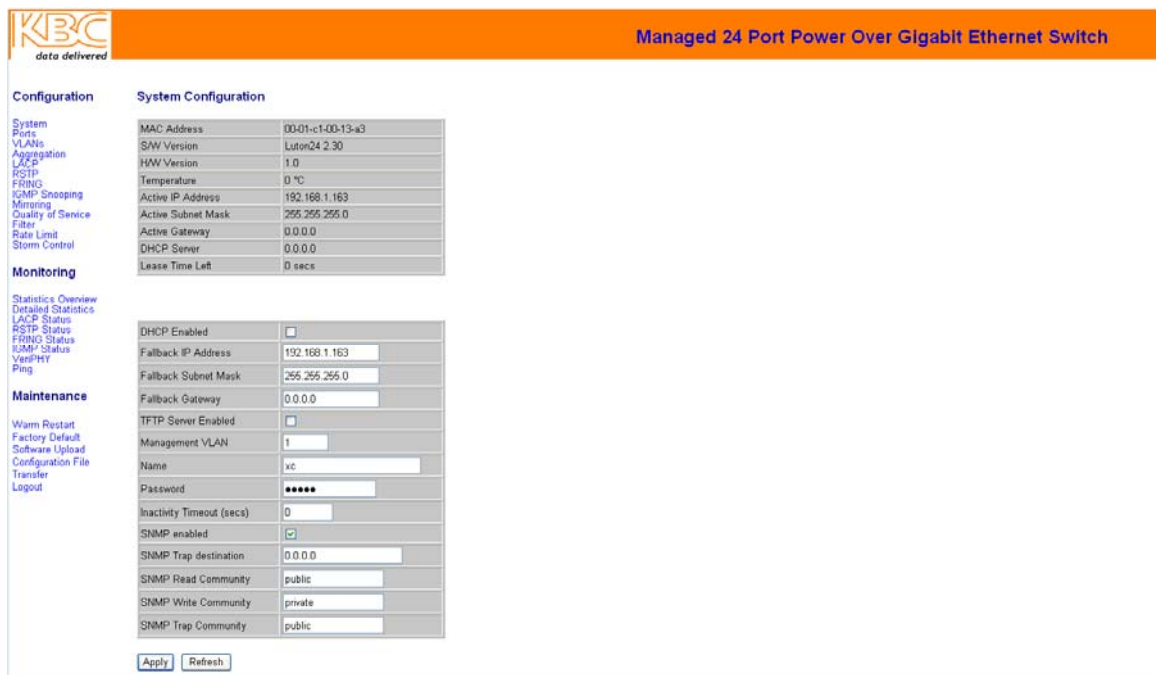 KBC
data delivered
Managed 24 Port Power Over Gigabit Ethernet Switch
Configuration
System
Ports
VLANs
Aggregation
LACP
RSTP
FRING
IGMP Snooping
Mirroring
Quality of Service
Filter
Rate Limit
Storm Control
Monitoring
Statistics Overview
Detailed Statistics
LACP Status
RSTP Status
FRING Status
IGMP Status
VeriPHY
Ping
Maintenance
Warm Restart
Factory Default
Software Upload
Configuration File
Transfer
Logout
System Configuration
MAC Address 00-01-c1-00-13-a3
S/W Version Luton24 2.30
H/W Version 1.0
Temperature 0 °C
Active IP Address 192.168.1.163
Active Subnet Mask 255.255.255.0
Active Gateway 0.0.0.0
DHCP Server 0.0.0.0
Lease Time Left 0 secs
DHCP Enabled
Fallback IP Address 192.168.1.163
Fallback Subnet Mask 255.255.255.0
Fallback Gateway 0.0.0.0
TFTP Server Enabled
Management VLAN 1
Name xc
Password •••••
Inactivity Timeout (secs) 0
SNMP enabled
SNMP Trap destination 0.0.0.0
SNMP Read Community public
SNMP Write Community private
SNMP Trap Community public
Apply Refresh